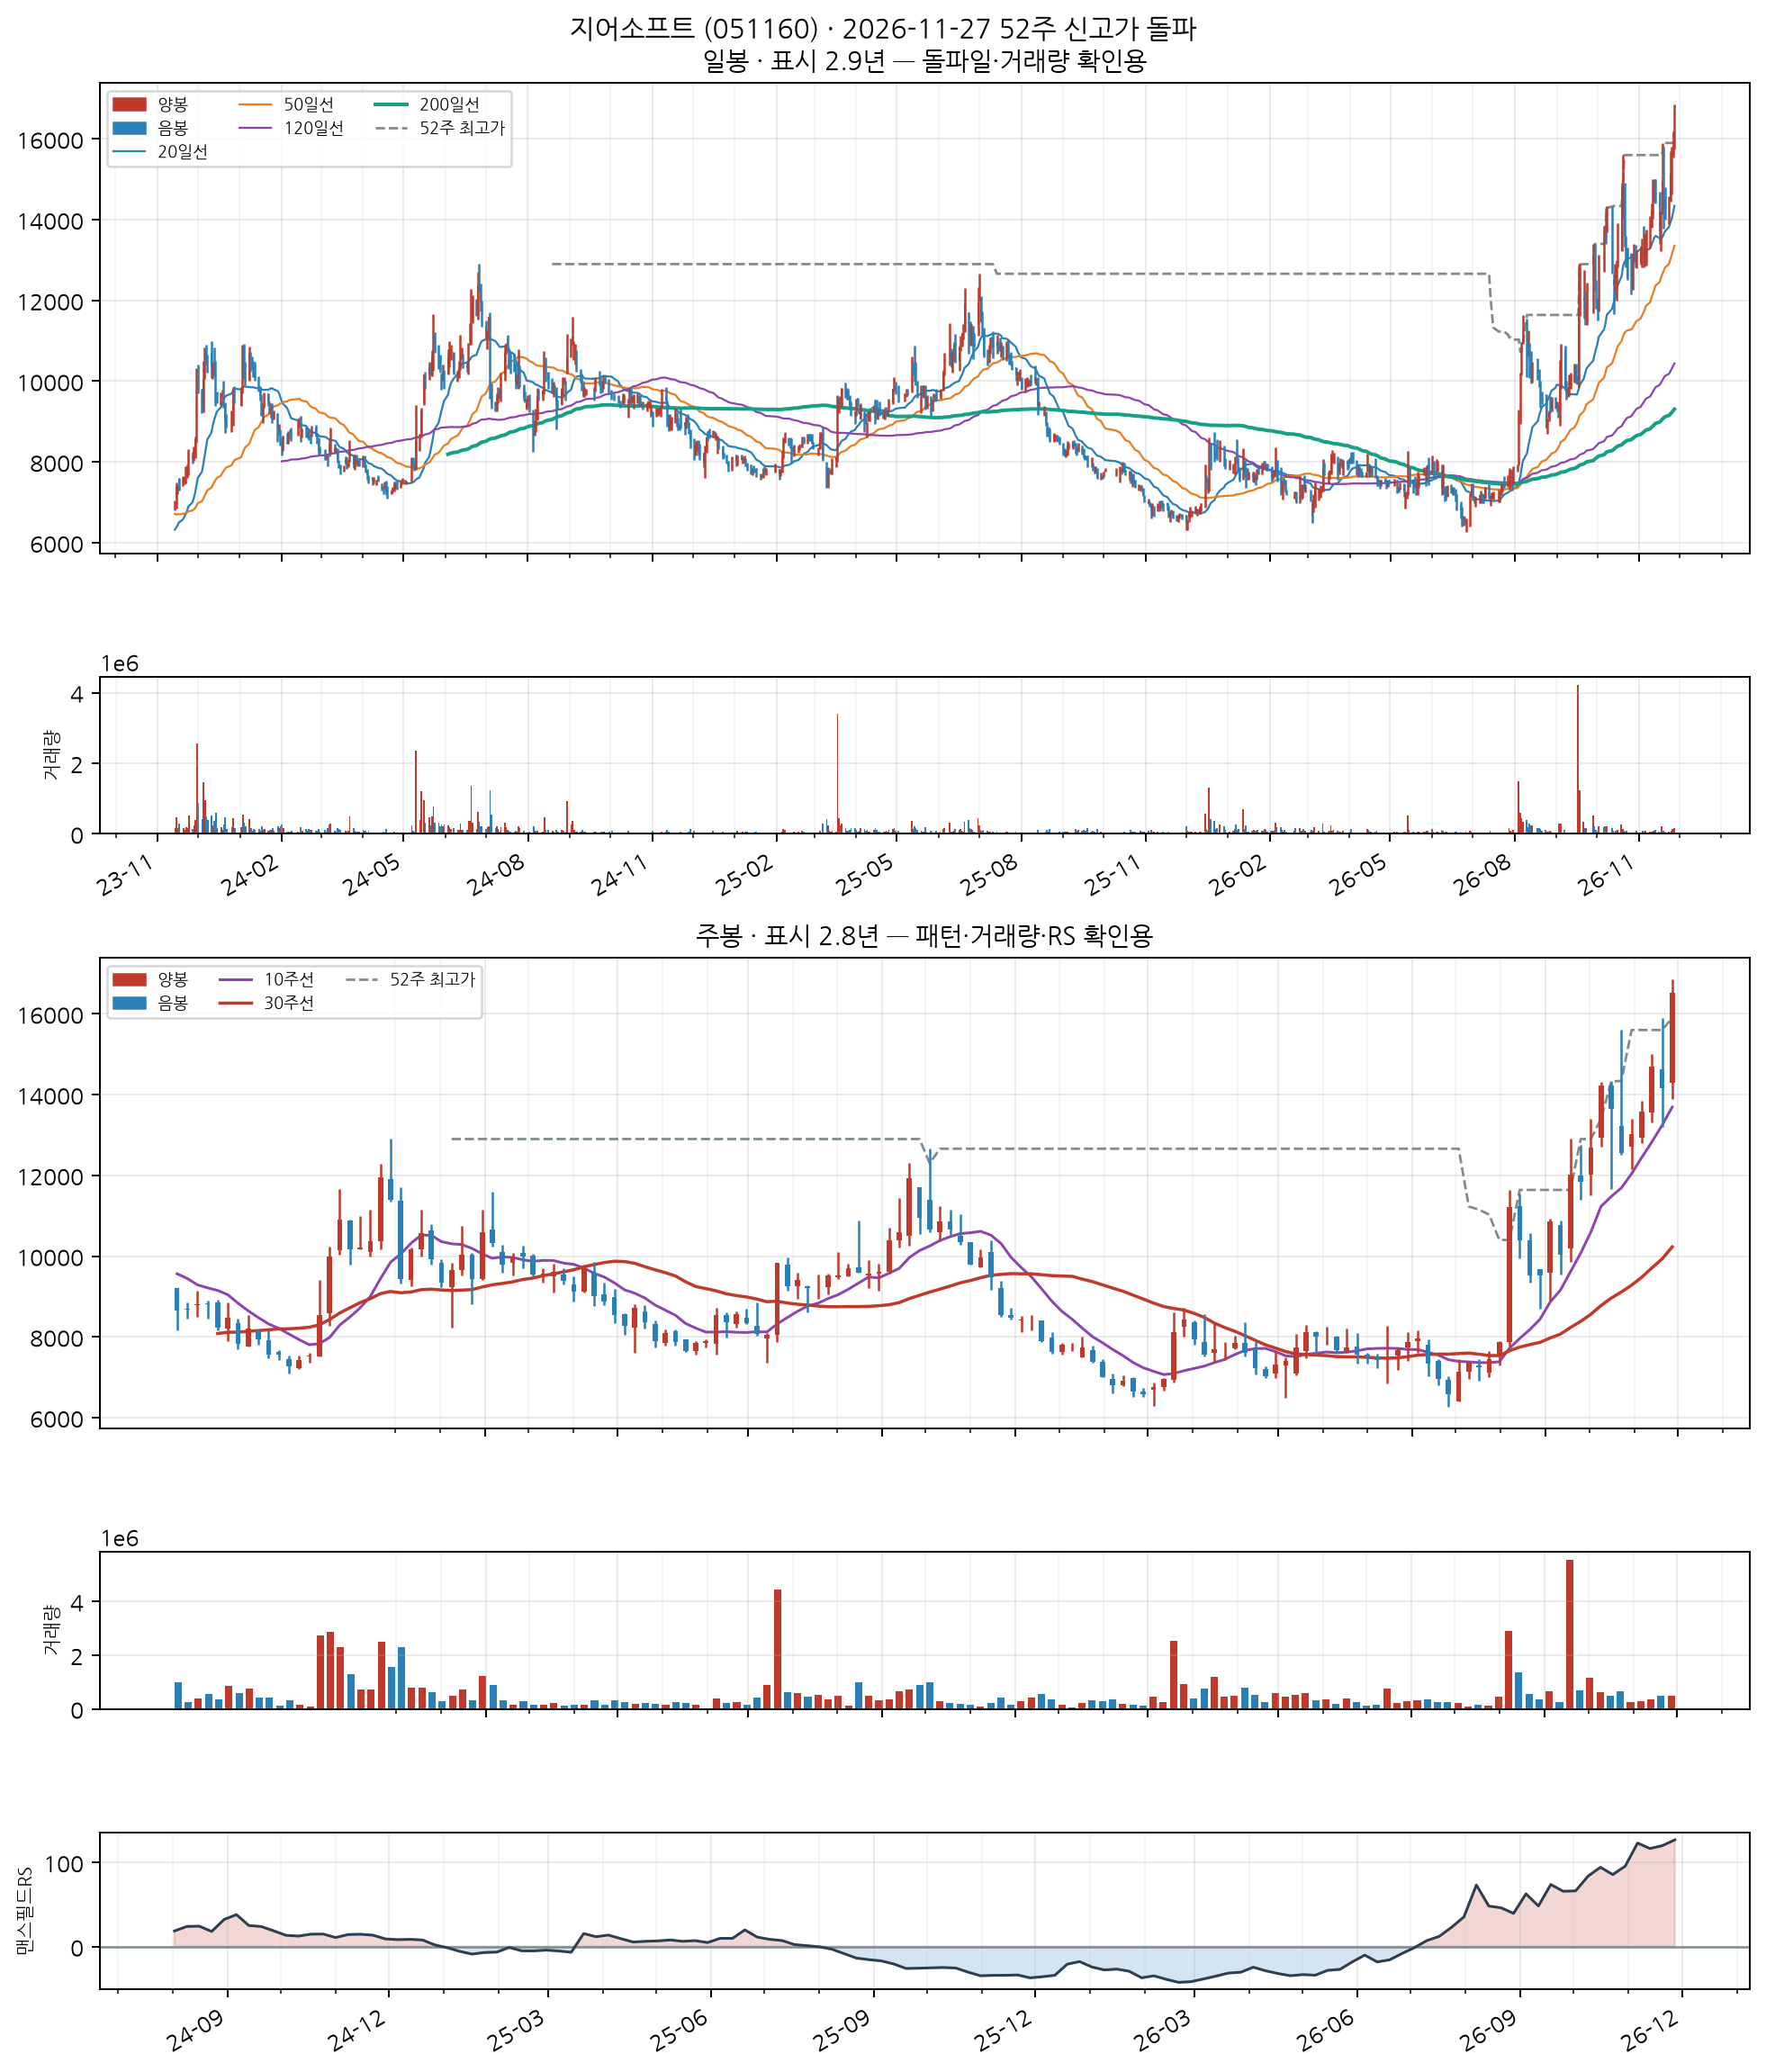 지어소프트 (051160) · 2026-11-27 52주 신고가 돌파
일봉 · 표시 2.9년 — 돌파일·거래량 확인용
양봉 50일선 200일선
음봉 120일선 52주 최고가
20일선
16000
14000
12000
10000
8000
6000
1e6
4
2
0
거래량
23-11 24-02 24-05 24-08 24-11 25-02 25-05 25-08 25-11 26-02 26-05 26-08 26-11
주봉 · 표시 2.8년 — 패턴·거래량·RS 확인용
양봉 10주선 52주 최고가
음봉 30주선
16000
14000
12000
10000
8000
6000
1e6
4
2
0
거래량
100
0
맨스필드RS
24-09 24-12 25-03 25-06 25-09 25-12 26-03 26-06 26-09 26-12